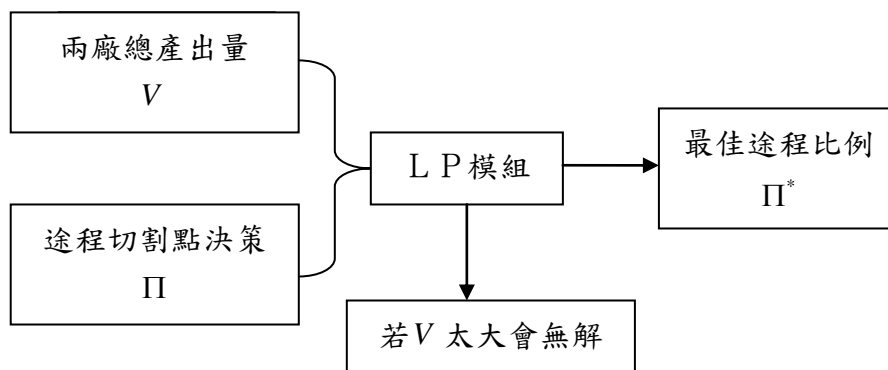 兩廠總產出量
V
途程切割點決策
Π
ＬＰ模組
最佳途程比例
Π*
若V 太大會無解